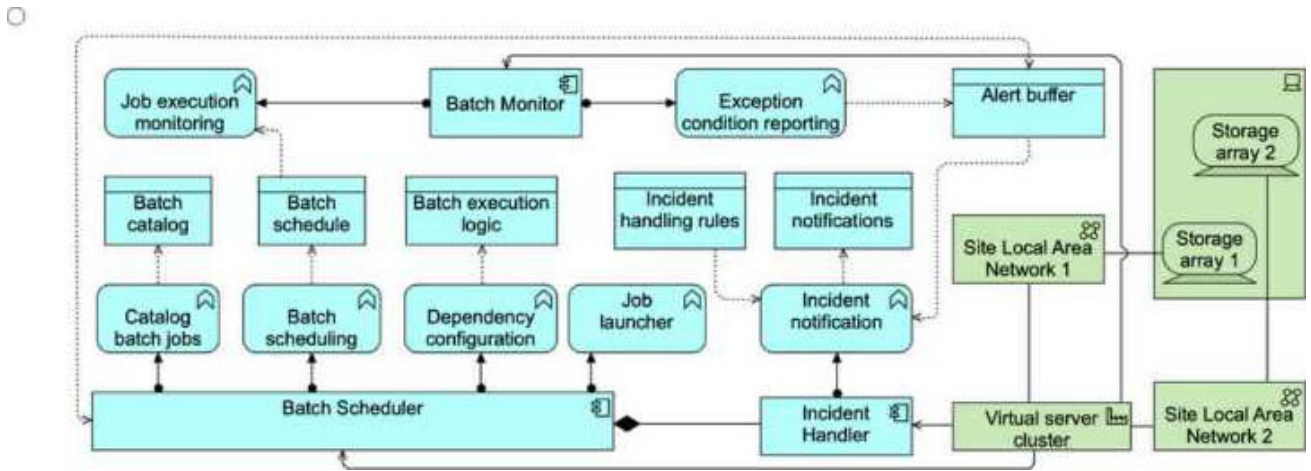 Job execution
monitoring
Batch Monitor
Exception
condition reporting
Alert buffer
Storage
array 2
Batch
catalog
Batch
schedule
Batch execution
logic
Incident
handling rules
Incident
notifications
Site Local Area
Network 1
Storage
array 1
Catalog
batch jobs
Batch
scheduling
Dependency
configuration
Job
launcher
Incident
notification
Batch Scheduler
Incident
Handler
Virtual server
cluster
Site Local Area
Network 2